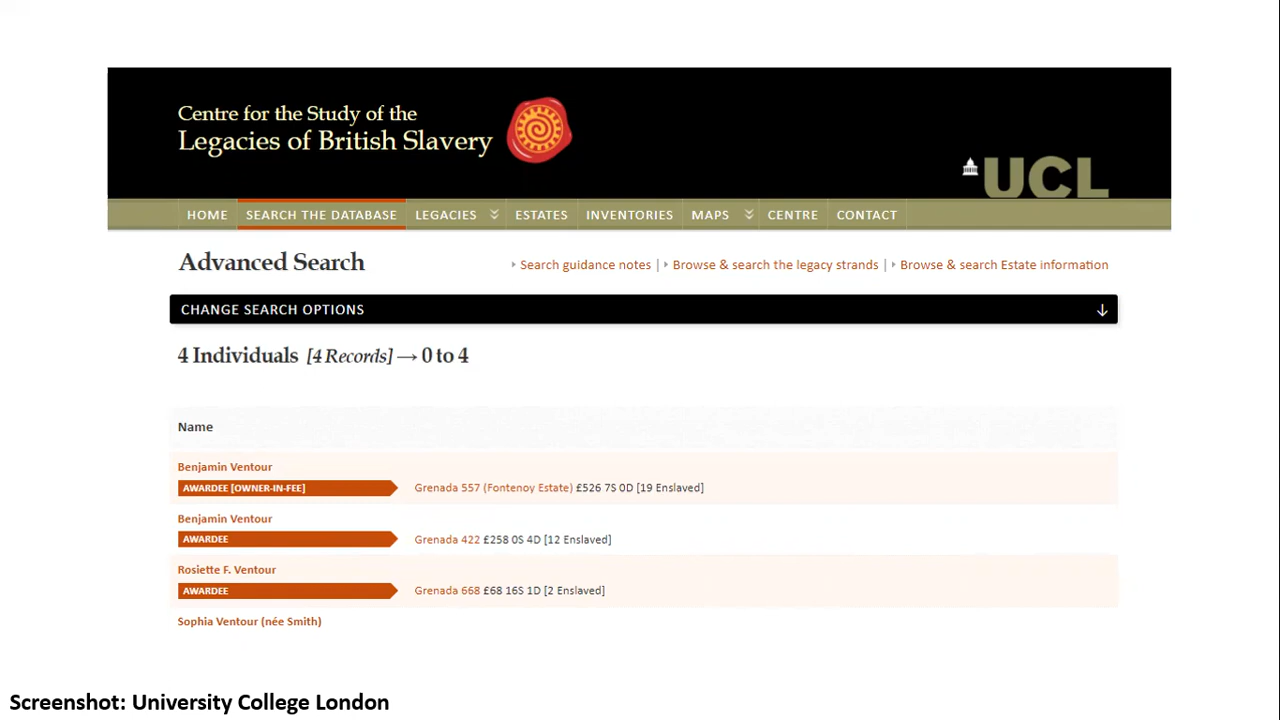 Centre for the Study of the
Legacies of British Slavery
UCL
HOME SEARCH THE DATABASE LEGACIES ESTATES INVENTORIES MAPS CENTRE CONTACT
Advanced Search
Search guidance notes | Browse & search the legacy strands | Browse & search Estate information
CHANGE SEARCH OPTIONS ↓
4 Individuals [4 Records] → 0 to 4
Name
Benjamin Ventour
AWARDEE [OWNER-IN-FEE] Grenada 557 (Fontenoy Estate) £526 7S 0D [19 Enslaved]
Benjamin Ventour
AWARDEE Grenada 422 £258 0S 4D [12 Enslaved]
Rosiette F. Ventour
AWARDEE Grenada 668 £68 16S 1D [2 Enslaved]
Sophia Ventour (née Smith)
Screenshot: University College London